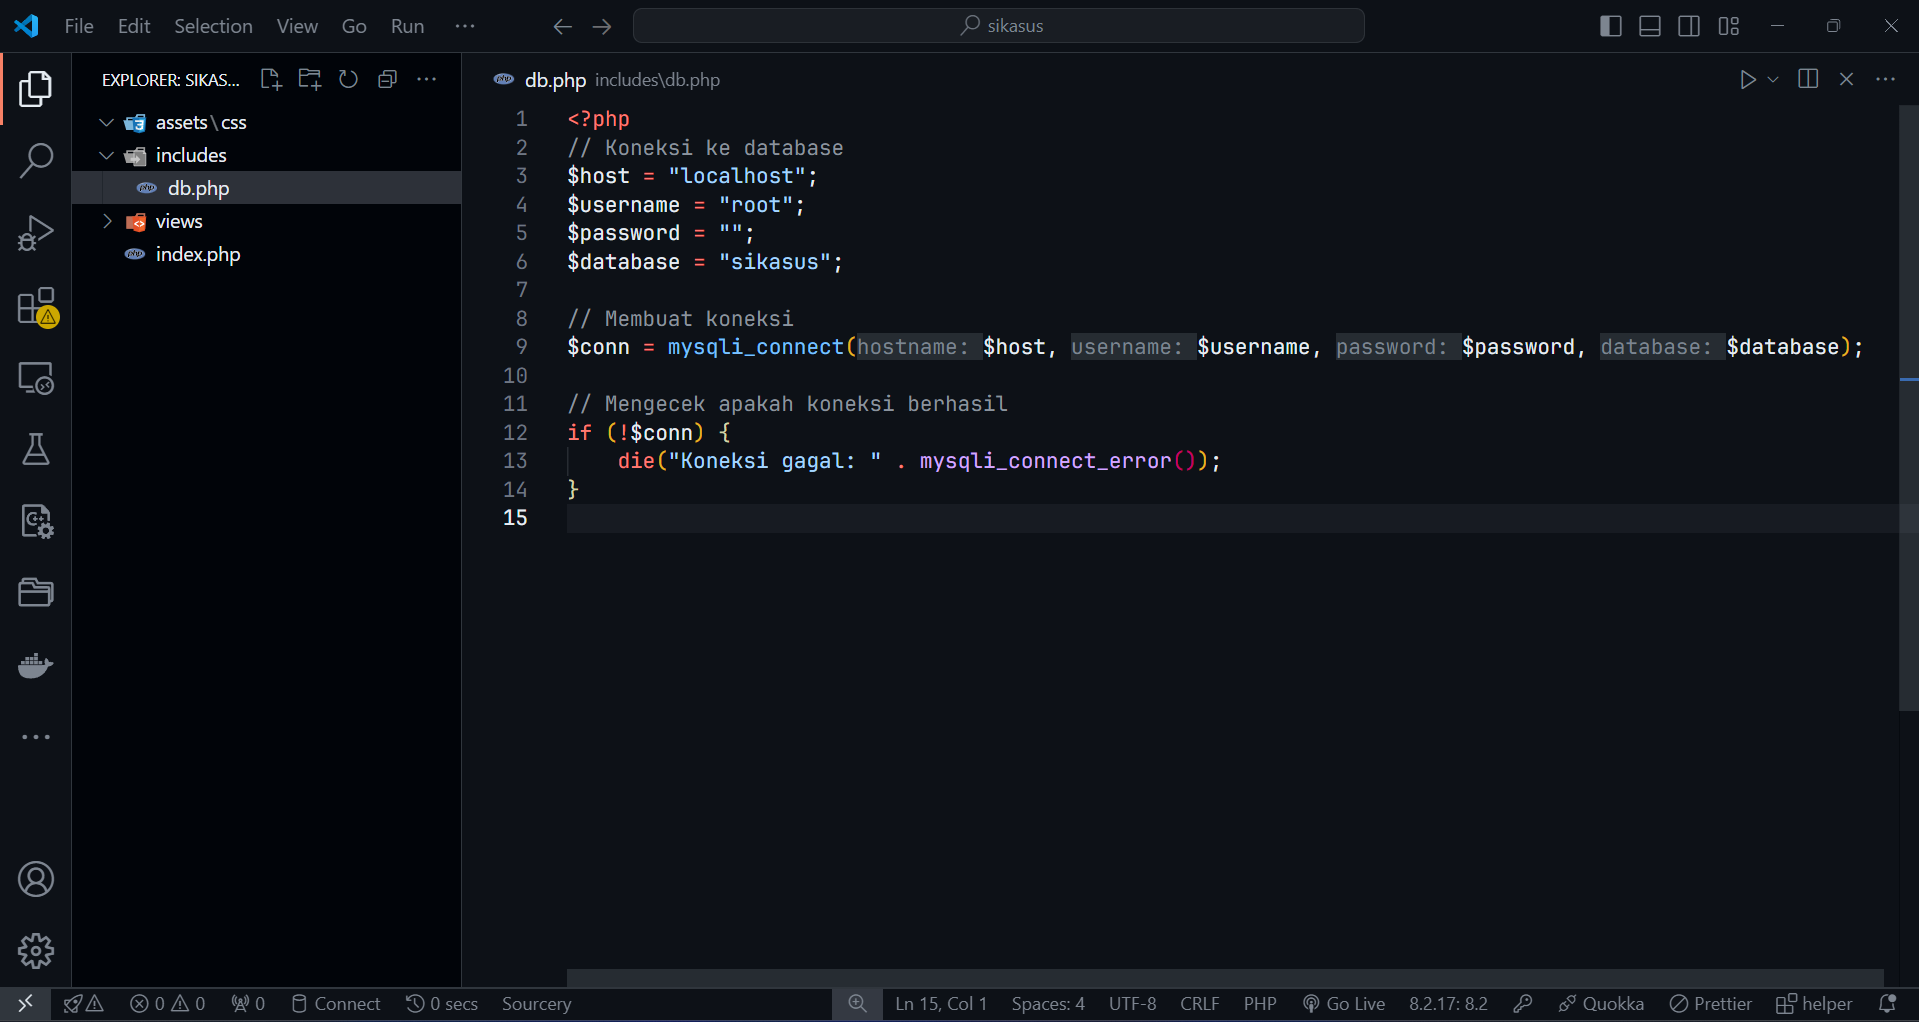 File Edit Selection View Go Run ···
sikasus
EXPLORER: SIKAS...
assets\css
includes
db.php
views
index.php
db.php includes\db.php
1 <?php
2 // Koneksi ke database
3 $host = "localhost";
4 $username = "root";
5 $password = "";
6 $database = "sikasus";
7
8 // Membuat koneksi
9 $conn = mysqli_connect(hostname: $host, username: $username, password: $password, database: $database);
10
11 // Mengecek apakah koneksi berhasil
12 if (!$conn) {
13     die("Koneksi gagal: " . mysqli_connect_error());
14 }
15
0 0 0 Connect 0 secs Sourcery Ln 15, Col 1 Spaces: 4 UTF-8 CRLF PHP Go Live 8.2.17: 8.2 Quokka Prettier helper